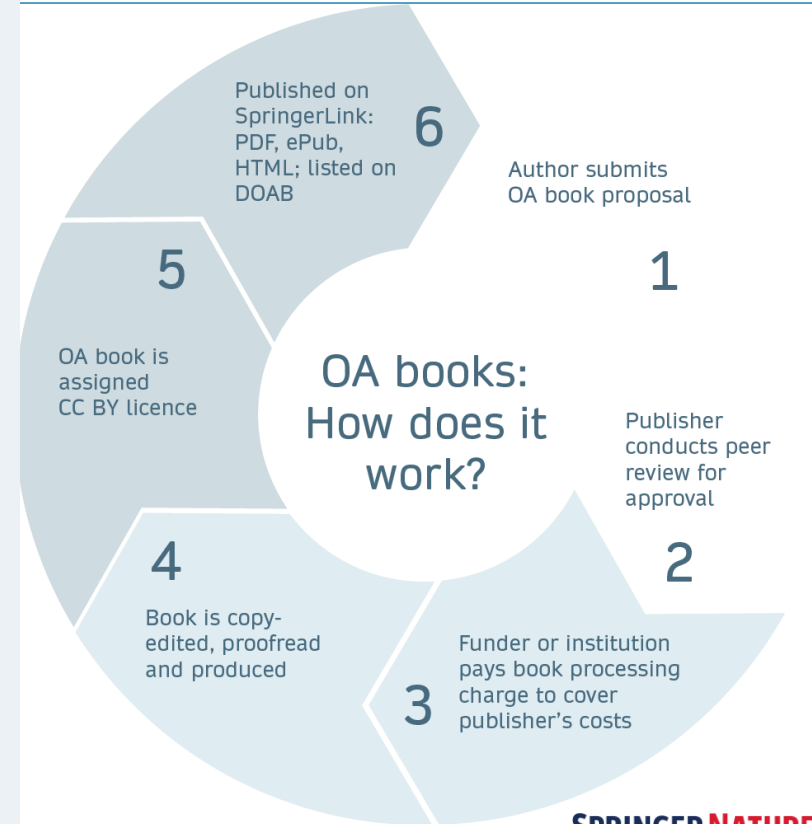 OA books:
How does it
work?
Author submits
OA book proposal
1
Publisher
conducts peer
review for
approval
2
Funder or institution
pays book processing
charge to cover
publisher’s costs
3
4
Book is copy-
edited, proofread
and produced
5
OA book is
assigned
CC BY licence
Published on
SpringerLink:
PDF, ePub,
HTML; listed on
DOAB
6
SPRINGER NATURE